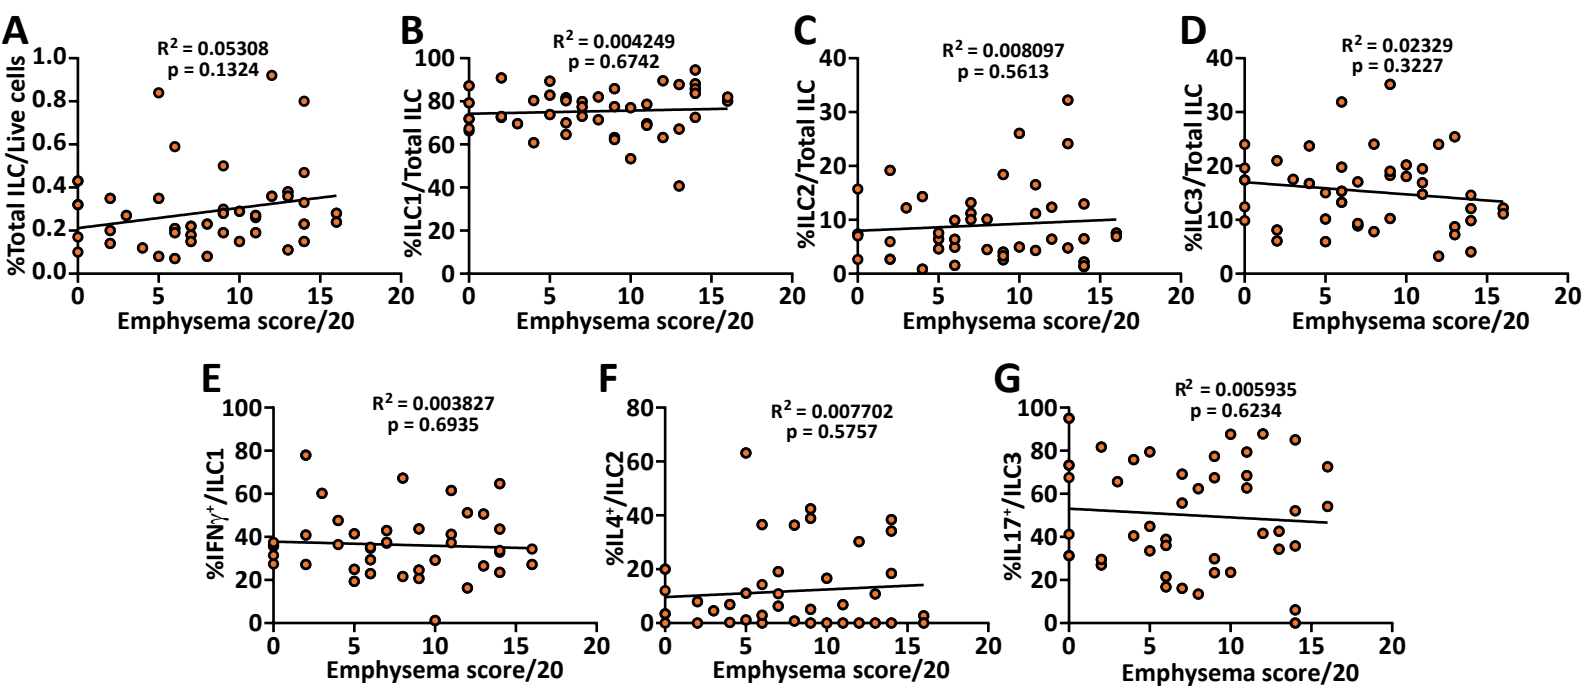 A
R² = 0.05308
p = 0.1324
%Total ILC/Live cells
1.0
0.8
0.6
0.4
0.2
0.0
0 5 10 15 20
Emphysema score/20
B
R² = 0.004249
p = 0.6742
%ILC1/Total ILC
100
80
60
40
20
0
0 5 10 15 20
Emphysema score/20
C
R² = 0.008097
p = 0.5613
%ILC2/Total ILC
40
30
20
10
0
0 5 10 15 20
Emphysema score/20
D
R² = 0.02329
p = 0.3227
%ILC3/Total ILC
40
30
20
10
0
0 5 10 15 20
Emphysema score/20
E
R² = 0.003827
p = 0.6935
%IFNγ⁺/ILC1
100
80
60
40
20
0
0 5 10 15 20
Emphysema score/20
F
R² = 0.007702
p = 0.5757
%IL4⁺/ILC2
80
60
40
20
0
0 5 10 15 20
Emphysema score/20
G
R² = 0.005935
p = 0.6234
%IL17⁺/ILC3
100
80
60
40
20
0
0 5 10 15 20
Emphysema score/20